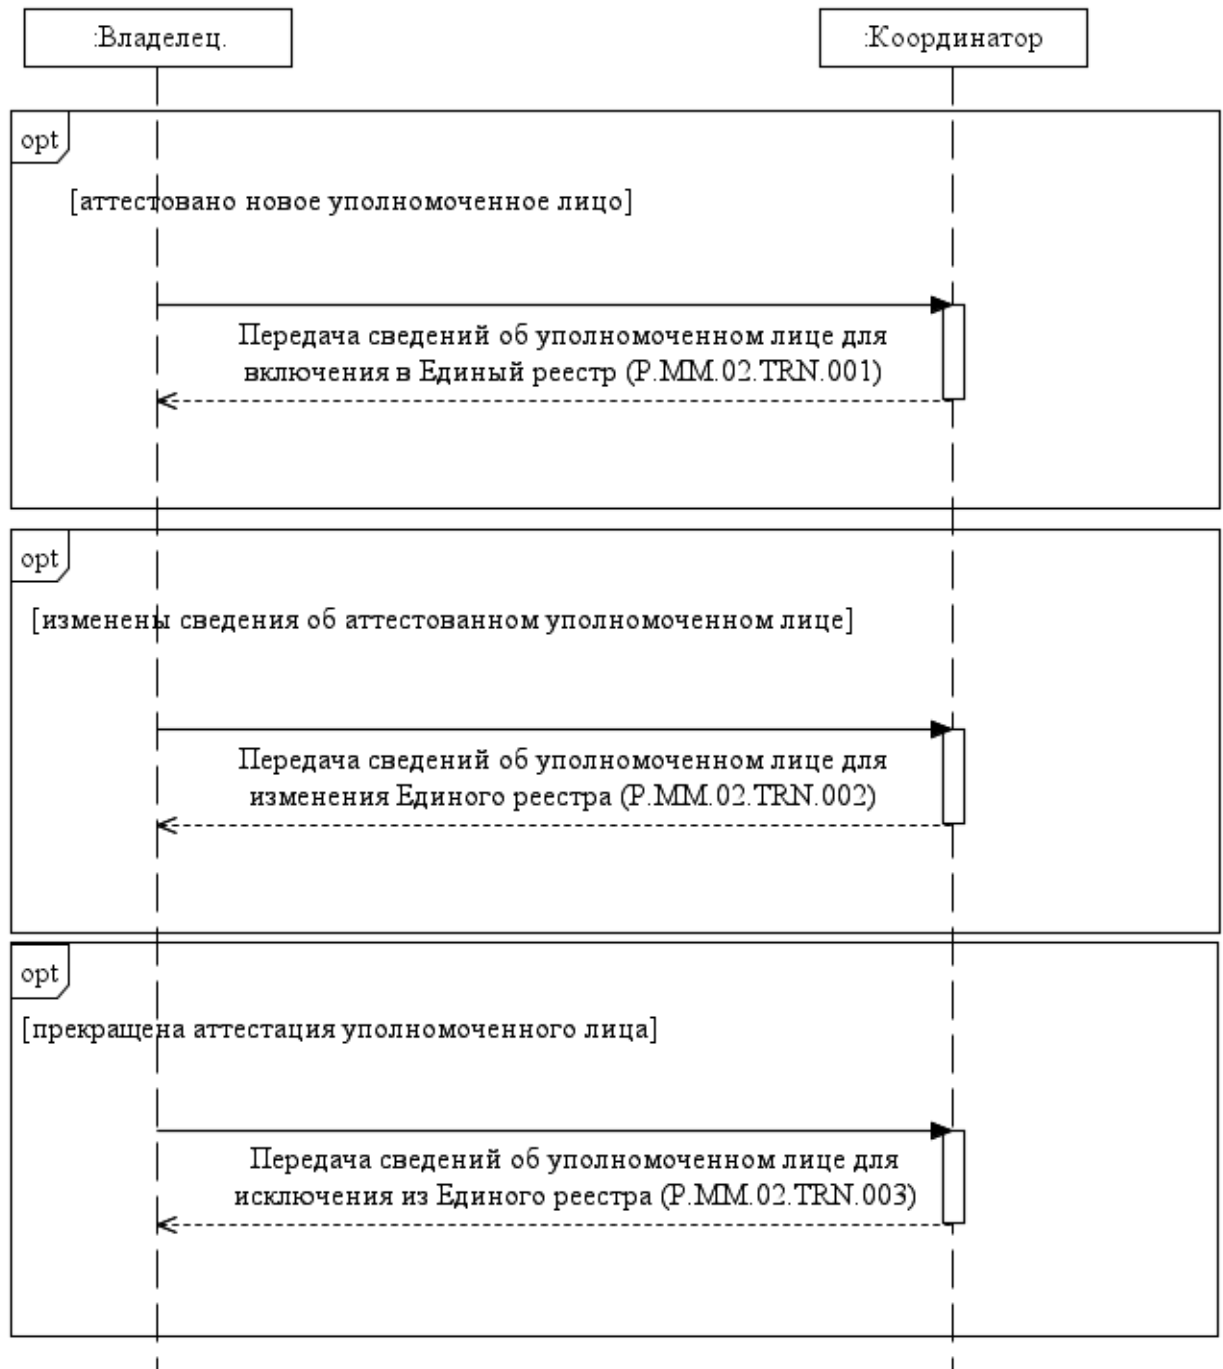 :Владелец.
:Координатор
opt
[аттестовано новое уполномоченное лицо]
Передача сведений об уполномоченном лице для
включения в Единый реестр (P.MM.02.TRN.001)
opt
[изменены сведения об аттестованном уполномоченном лице]
Передача сведений об уполномоченном лице для
изменения Единого реестра (P.MM.02.TRN.002)
opt
[прекращена аттестация уполномоченного лица]
Передача сведений об уполномоченном лице для
исключения из Единого реестра (P.MM.02.TRN.003)